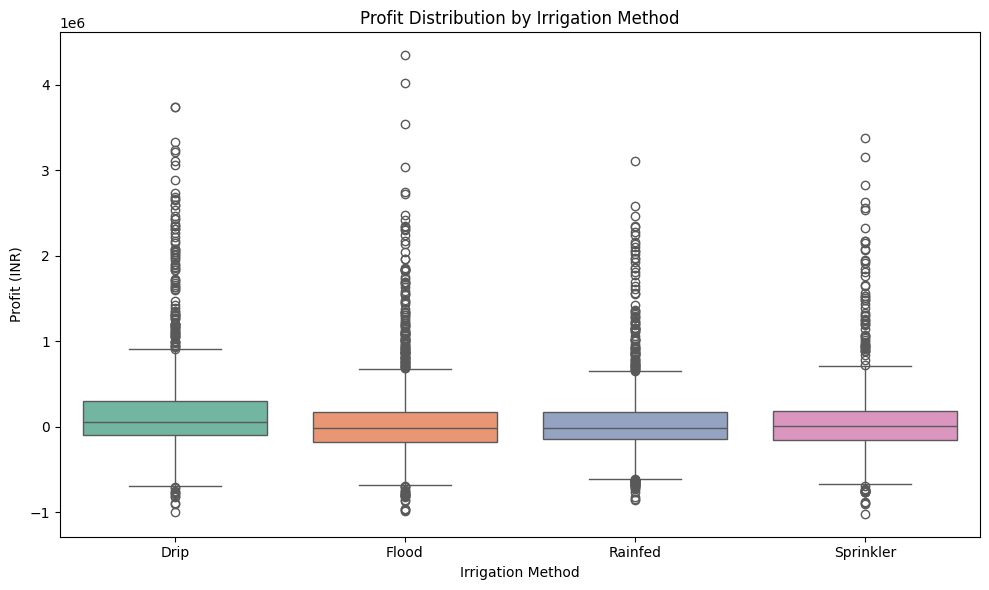 Profit Distribution by Irrigation Method
1e6
4
3
2
1
0
−1
Profit (INR)
Drip
Flood
Rainfed
Sprinkler
Irrigation Method